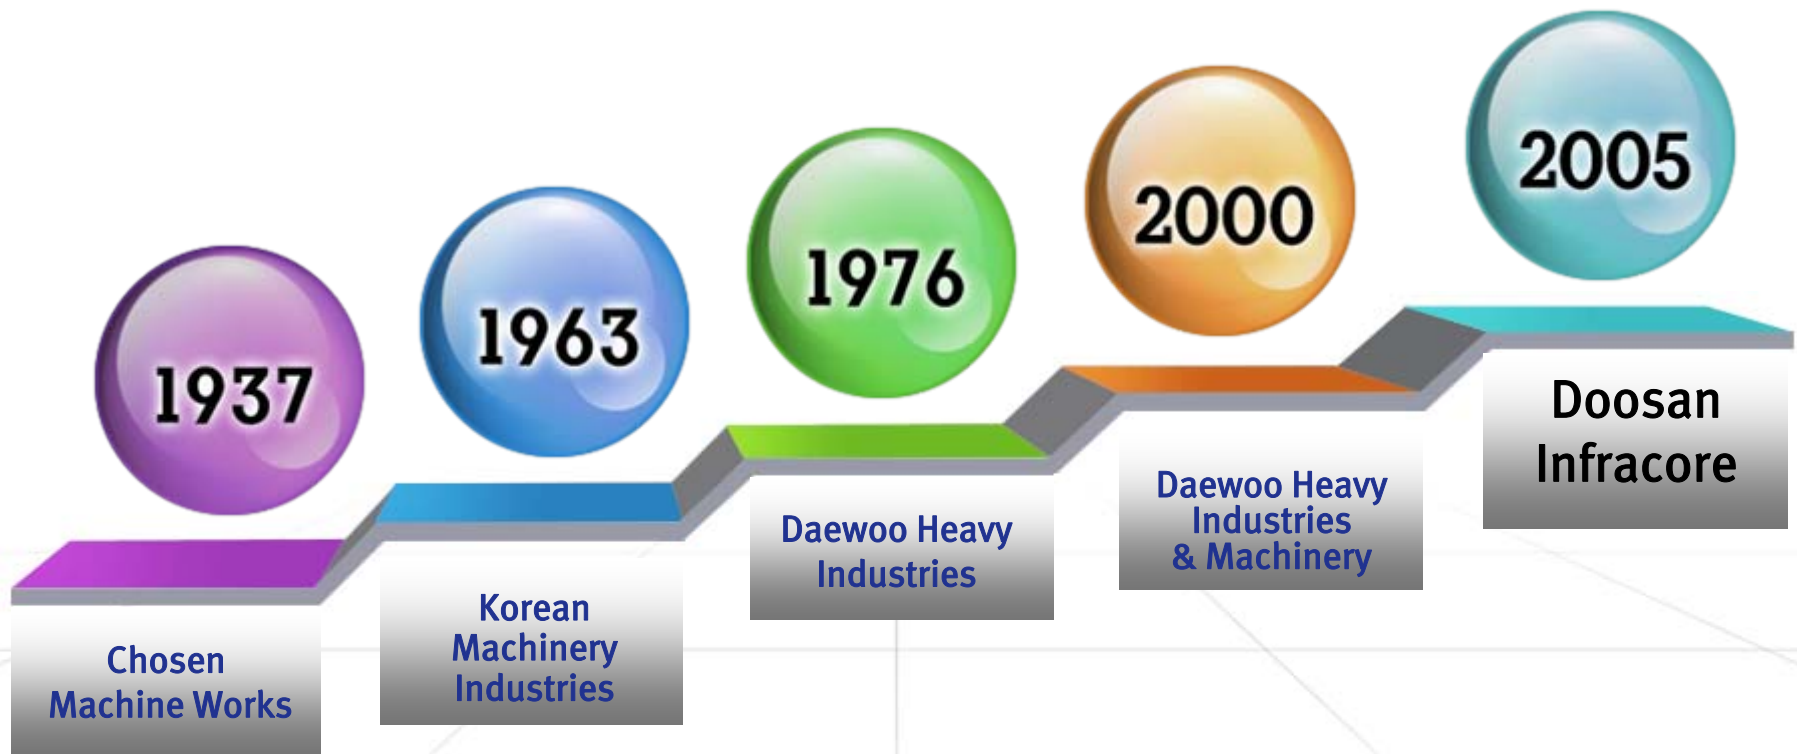 1937
1963
1976
2000
2005
Chosen
Machine Works
Korean
Machinery
Industries
Daewoo Heavy
Industries
Daewoo Heavy
Industries
& Machinery
Doosan
Infracore